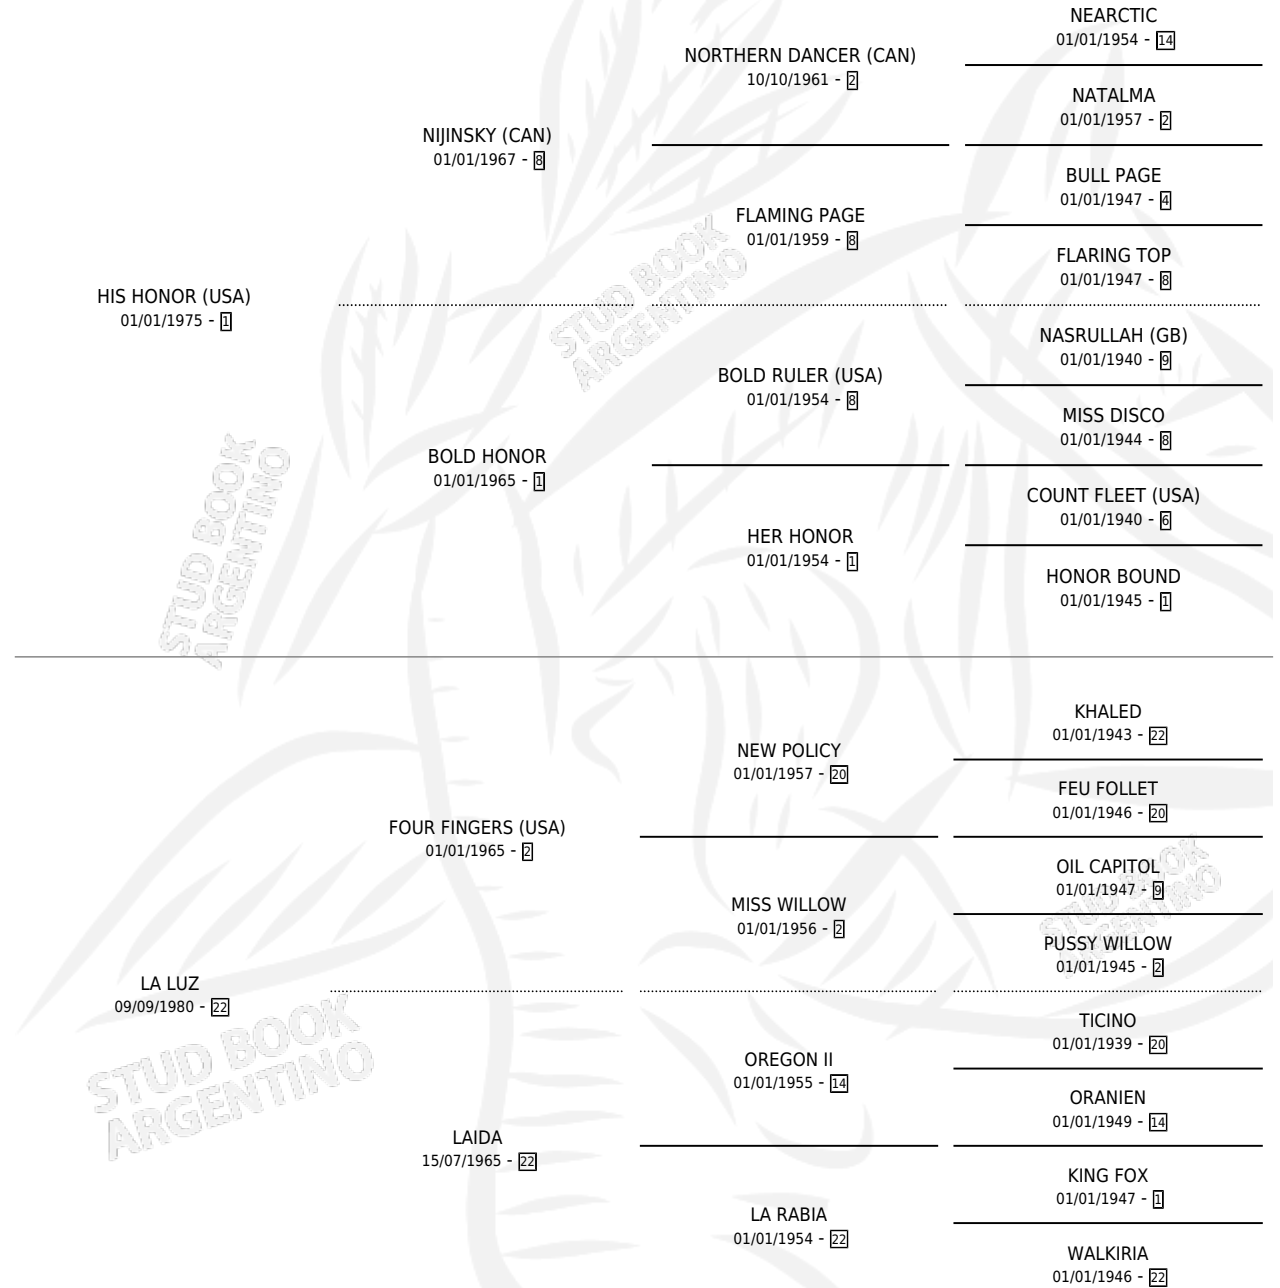 NEARCTIC
01/01/1954 - 14
NORTHERN DANCER (CAN)
10/10/1961 - 2
NATALMA
01/01/1957 - 2
NIJINSKY (CAN)
01/01/1967 - 8
BULL PAGE
01/01/1947 - 4
FLAMING PAGE
01/01/1959 - 8
FLARING TOP
01/01/1947 - 8
HIS HONOR (USA)
01/01/1975 - 1
NASRULLAH (GB)
01/01/1940 - 9
BOLD RULER (USA)
01/01/1954 - 8
MISS DISCO
01/01/1944 - 8
BOLD HONOR
01/01/1965 - 1
COUNT FLEET (USA)
01/01/1940 - 6
HER HONOR
01/01/1954 - 1
HONOR BOUND
01/01/1945 - 1
STUD BOOK
ARGENTINO
STUD BOOK
ARGENTINO
KHALED
01/01/1943 - 22
NEW POLICY
01/01/1957 - 20
FEU FOLLET
01/01/1946 - 20
FOUR FINGERS (USA)
01/01/1965 - 2
OIL CAPITOL
01/01/1947 - 9
MISS WILLOW
01/01/1956 - 2
PUSSY WILLOW
01/01/1945 - 2
STUD BOOK
ARGENTINO
LA LUZ
09/09/1980 - 22
TICINO
01/01/1939 - 20
OREGON II
01/01/1955 - 14
ORANIEN
01/01/1949 - 14
STUD BOOK
ARGENTINO
LAIDA
15/07/1965 - 22
KING FOX
01/01/1947 - 1
LA RABIA
01/01/1954 - 22
WALKIRIA
01/01/1946 - 22